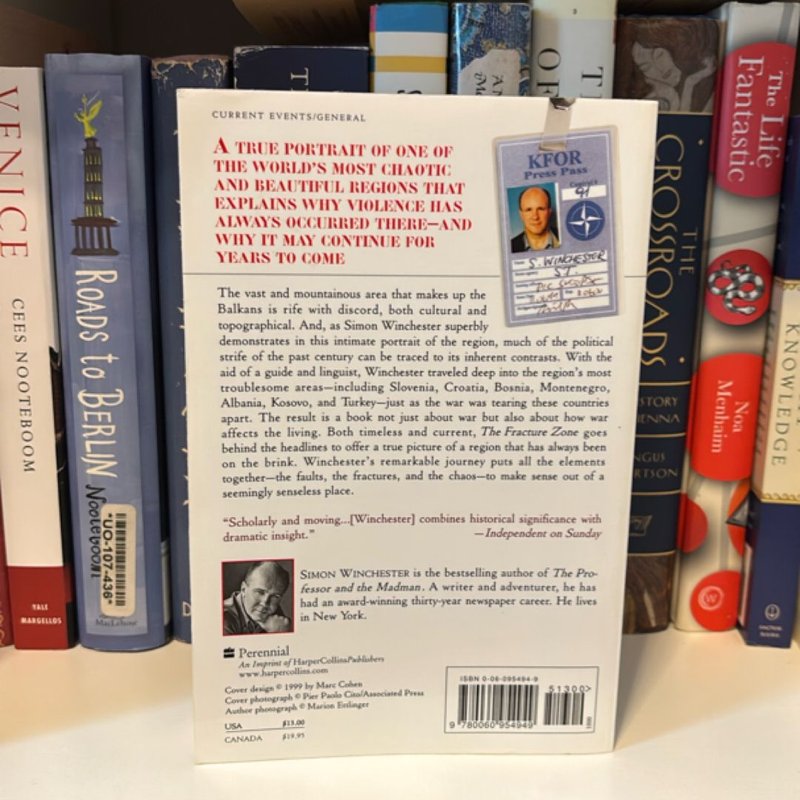 CURRENT EVENTS/GENERAL
A TRUE PORTRAIT OF ONE OF
THE WORLD'S MOST CHAOTIC
AND BEAUTIFUL REGIONS THAT
EXPLAINS WHY VIOLENCE HAS
ALWAYS OCCURRED THERE—AND
WHY IT MAY CONTINUE FOR
YEARS TO COME
KFOR
Press Pass
S. WINCHESTER
The vast and mountainous area that makes up the
Balkans is rife with discord, both cultural and
topographical. And, as Simon Winchester superbly
demonstrates in this intimate portrait of the region, much of the political
strife of the past century can be traced to its inherent contrasts. With the
aid of a guide and linguist, Winchester traveled deep into the region's most
troublesome areas—including Slovenia, Croatia, Bosnia, Montenegro,
Albania, Kosovo, and Turkey—just as the war was tearing these countries
apart. The result is a book not just about war but also about how war
affects the living. Both timeless and current, The Fracture Zone goes
behind the headlines to offer a true picture of a region that has always been
on the brink. Winchester's remarkable journey puts all the elements
together—the faults, the fractures, and the chaos—to make sense out of a
seemingly senseless place.
"Scholarly and moving...[Winchester] combines historical significance with
dramatic insight."
—Independent on Sunday
SIMON WINCHESTER is the bestselling author of The Pro-
fessor and the Madman. A writer and adventurer, he has
had an award-winning thirty-year newspaper career. He lives
in New York.
Perennial
An Imprint of HarperCollinsPublishers
www.harpercollins.com
Cover design © 1999 by Marc Cohen
Cover photograph © Pier Paolo Cito/Associated Press
Author photograph © Marion Ettlinger
USA $13.00
CANADA $19.95
ISBN 0-06-095494-9
51300>
9 780060 954949
VENICE
CEES NOOTEBOOM
YALE
MARGELLOS
ROADS to BERLIN
NOOTEBOOM
*UO-107-436*
MacLehose
THE
CROSSROADS
The Life
Fantastic
Noa
Menhaim
KNOWLEDGE